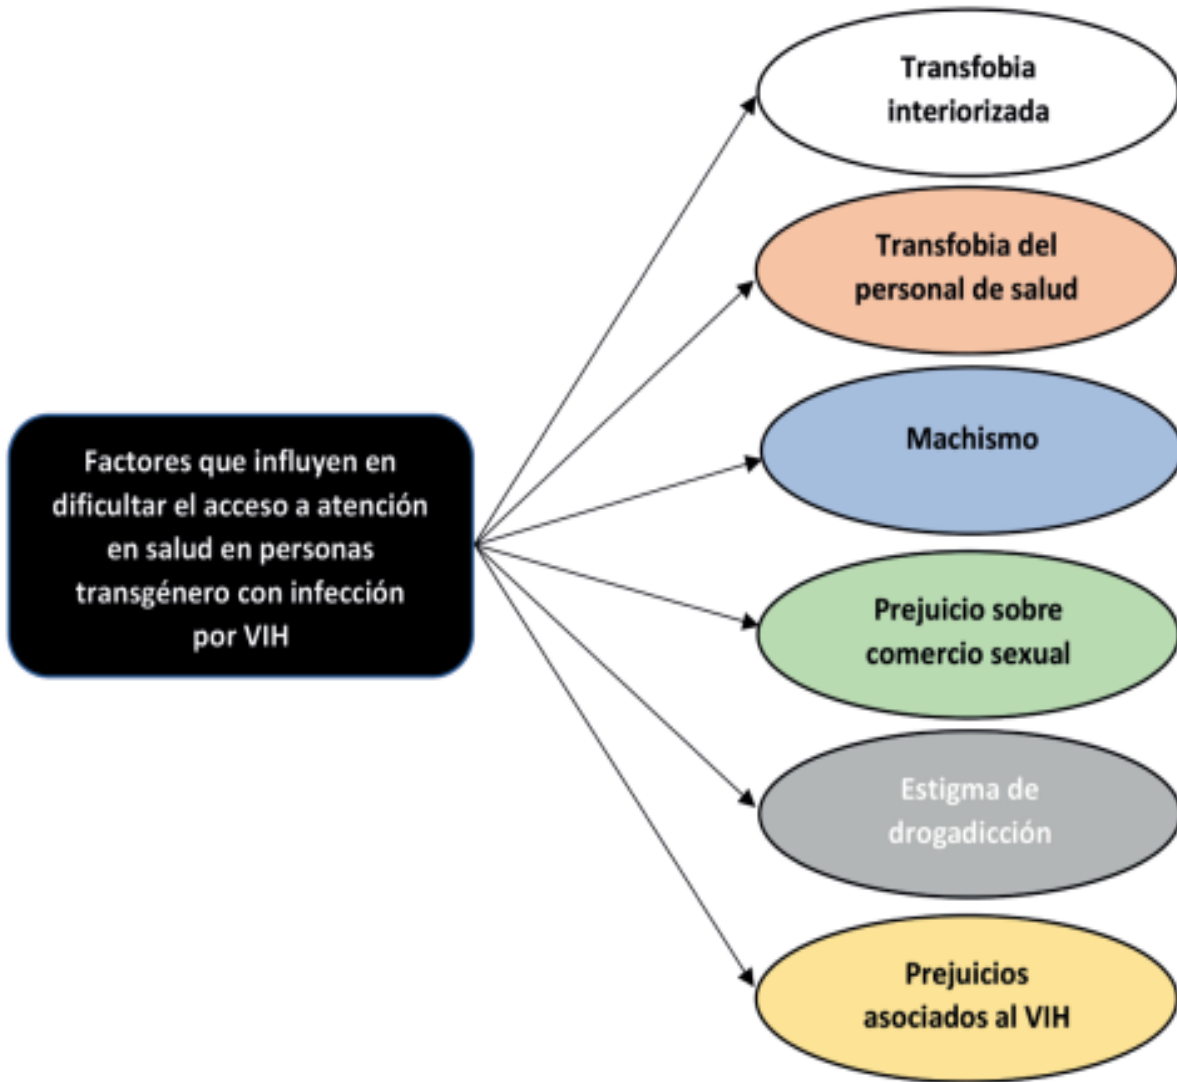 Transfobia
interiorizada
Transfobia del
personal de salud
Machismo
Factores que influyen en
dificultar el acceso a atención
en salud en personas
transgénero con infección
por VIH
Prejuicio sobre
comercio sexual
Estigma de
drogadicción
Prejuicios
asociados al VIH